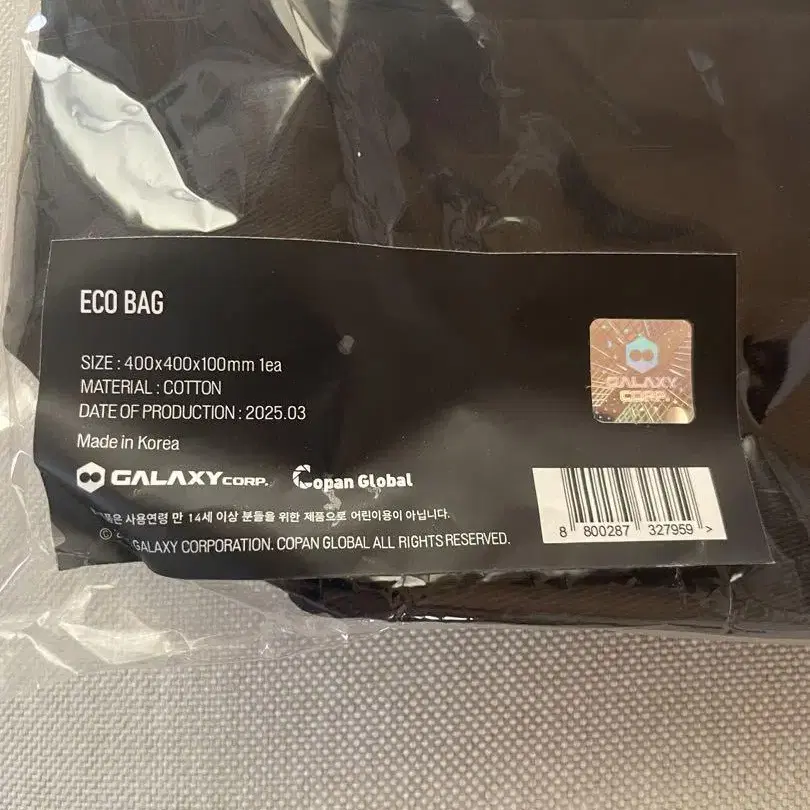 ECO BAG
SIZE : 400x400x100mm 1ea
MATERIAL : COTTON
DATE OF PRODUCTION : 2025.03
Made in Korea
GALAXY CORP. Copan Global
사용연령 만 14세 이상 분들을 위한 제품으로 어린이용이 아닙니다.
© GALAXY CORPORATION. COPAN GLOBAL ALL RIGHTS RESERVED.
GALAXY
CORP.
8 800287 327959 >